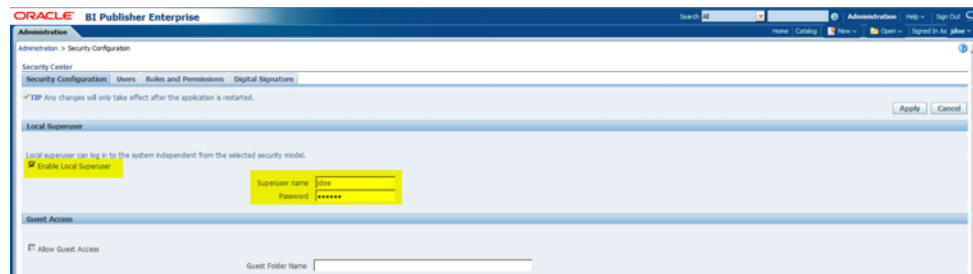 ORACLE BI Publisher Enterprise Search All Administration Help Sign Out
Administration Home Catalog New Open Signed In As jdoe
Administration > Security Configuration
Security Center
Security Configuration Users Roles and Permissions Digital Signature
TIP Any changes will only take effect after the application is restarted.
Apply Cancel
Local Superuser
Local superuser can log in to the system independent from the selected security model.
Enable Local Superuser
Superuser name jdoe
Password ••••••
Guest Access
Allow Guest Access
Guest Folder Name